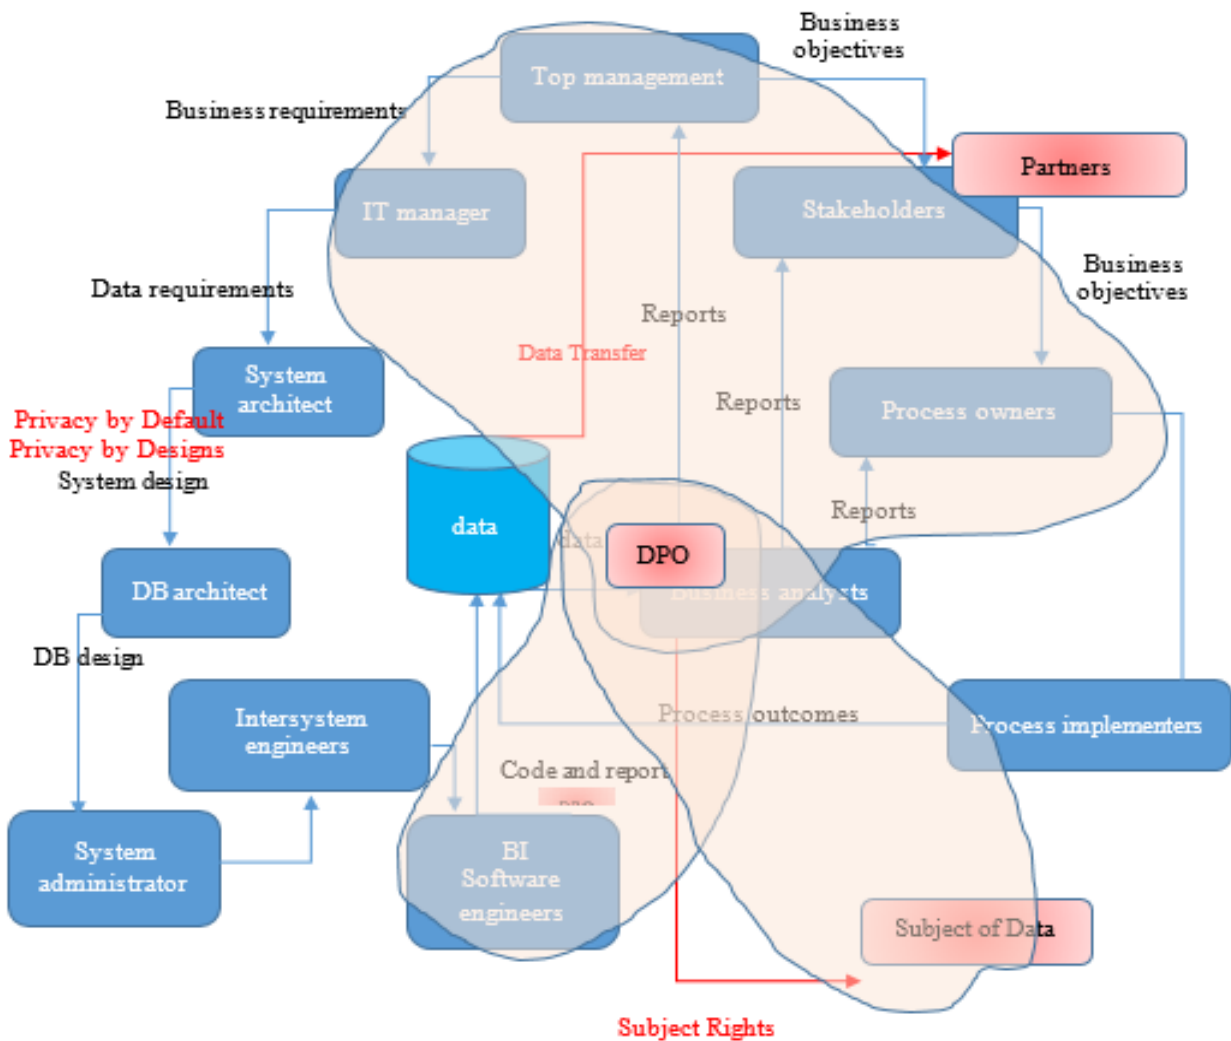 Business
objectives
Top management
Business requirements
Partners
IT manager
Stakeholders
Business
objectives
Data requirements
Reports
Data Transfer
System
architect
Reports
Process owners
Privacy by Default
Privacy by Designs
System design
data
Reports
data
DPO
DB architect
Business analysts
DB design
Intersystem
engineers
Process outcomes
Process implementers
Code and report
System
administrator
BI
Software
engineers
Subject of Data
Subject Rights